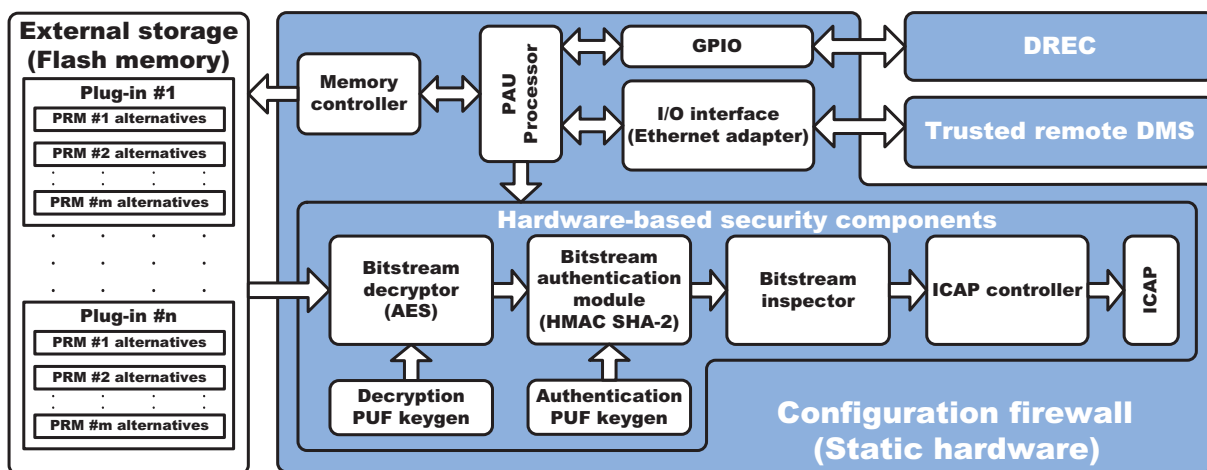 External storage
(Flash memory)
Plug-in #1
PRM #1 alternatives
PRM #2 alternatives
PRM #m alternatives
Plug-in #n
PRM #1 alternatives
PRM #2 alternatives
PRM #m alternatives
Memory
controller
PAU
Processor
GPIO
I/O interface
(Ethernet adapter)
DREC
Trusted remote DMS
Hardware-based security components
Bitstream
decryptor
(AES)
Bitstream
authentication
module
(HMAC SHA-2)
Bitstream
inspector
ICAP controller
ICAP
Decryption
PUF keygen
Authentication
PUF keygen
Configuration firewall
(Static hardware)